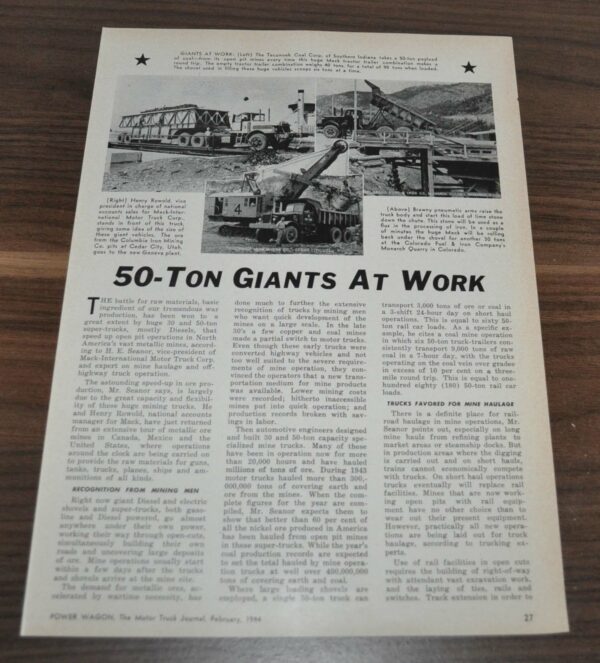 GIANTS AT WORK: (Left) The Tecumseh Coal Corp. of Southern Indiana takes a 50-ton payload
of coal—from its open pit mines every time this huge Mack tractor trailer combination makes a
round trip. The empty tractor trailer combination weighs 40 tons, for a total of 90 tons when loaded.
The shovel used in filling these huge vehicles scoops six tons at a time.
(Right) Henry Rowold, vice
president in charge of national
accounts sales for Mack-Inter-
national Motor Truck Corp.,
stands in front of this truck,
giving some idea of the size of
these giant vehicles. The ore
from the Columbia Iron Mining
Co. pits at Cedar City, Utah,
goes to the new Geneva plant.
4
(Above) Brawny pneumatic arms raise the
truck body and start this load of lime stone
down the chute. This stone will be used as a
flux in the processing of iron. In a couple
of minutes the huge Mack will be rolling
back under the shovel for another 30 tons
at the Colorado Fuel & Iron Company's
Monarch Quarry in Colorado.
50-TON GIANTS AT WORK
THE battle for raw materials, basic
ingredient of our tremendous war
production, has been won to a
great extent by huge 30 and 50-ton
super-trucks, mostly Diesels, that
speed up open pit operations in North
America's vast metallic mines, accord-
ing to H. E. Seanor, vice-president of
Mack-International Motor Truck Corp.
and expert on mine haulage and off-
highway truck operation.
The astounding speed-up in ore pro-
duction, Mr. Seanor says, is largely
due to the great capacity and flexibil-
ity of these huge mining trucks. He
and Henry Rowold, national accounts
manager for Mack, have just returned
from an extensive tour of metallic ore
mines in Canada, Mexico and the
United States, where operations
around the clock are being carried on
to provide the raw materials for guns,
tanks, trucks, planes, ships and am-
munitions of all kinds.
RECOGNITION FROM MINING MEN
Right now giant Diesel and electric
shovels and super-trucks, both gaso-
line and Diesel powered, go almost
anywhere under their own power,
working their way through open-cuts,
simultaneously building their own
roads and uncovering large deposits
of ore. Mine operations usually start
within a few days after the trucks
and shovels arrive at the mine site.
The demand for metallic ores, ac-
celerated by wartime necessity, has
done much to further the extensive
recognition of trucks by mining men
who want quick development of the
mines on a large scale. In the late
30's a few copper and coal mines
made a partial switch to motor trucks.
Even though these early trucks were
converted highway vehicles and not
too well suited to the severe require-
ments of mine operation, they con-
vinced the operators that a new trans-
portation medium for mine products
was available. Lower mining costs
were recorded; hitherto inaccessible
mines put into quick operation; and
production records broken with sav-
ings in labor.
Then automotive engineers designed
and built 30 and 50-ton capacity spe-
cialized mine trucks. Many of these
have been in operation now for more
than 20,000 hours and have hauled
millions of tons of ore. During 1943
motor trucks hauled more than 300,-
000,000 tons of covering earth and
ore from the mines. When the com-
plete figures for the year are com-
piled, Mr. Seanor expects them to
show that better than 60 per cent of
all the nickel ore produced in America
has been hauled from open pit mines
in these super-trucks. While the year's
coal production records are expected
to set the total hauled by mine opera-
tion trucks at well over 400,000,000
tons of covering earth and coal.
Where large loading shovels are
employed, a single 50-ton truck can
transport 3,000 tons of ore or coal in
a 3-shift 24-hour day on short haul
operations. This is equal to sixty 50-
ton rail car loads. As a specific ex-
ample, he cites a coal mine operation
in which six 50-ton truck-trailers con-
sistently transport 9,000 tons of raw
coal in a 7-hour day, with the trucks
operating on the coal vein over grades
in excess of 10 per cent on a three-
mile round trip. This is equal to one-
hundred eighty (180) 50-ton rail car
loads.
TRUCKS FAVORED FOR MINE HAULAGE
There is a definite place for rail-
road haulage in mine operations, Mr.
Seanor points out, especially on long
mine hauls from refining plants to
market areas or steamship docks. But
in production areas where the digging
is carried out and on short hauls,
trains cannot economically compete
with trucks. On short haul operations
trucks eventually will replace rail
facilities. Mines that are now work-
ing open pits with rail equip-
ment have no other choice than to
wear out their present equipment.
However, practically all new opera-
tions are being laid out for truck
haulage, according to trucking ex-
perts.
Use of rail facilities in open cuts
requires the building of right-of-way
with attendant vast excavation work,
and the laying of ties, rails and
switches. Track extension in order to
POWER WAGON, The Motor Truck Journal, February, 1944
27